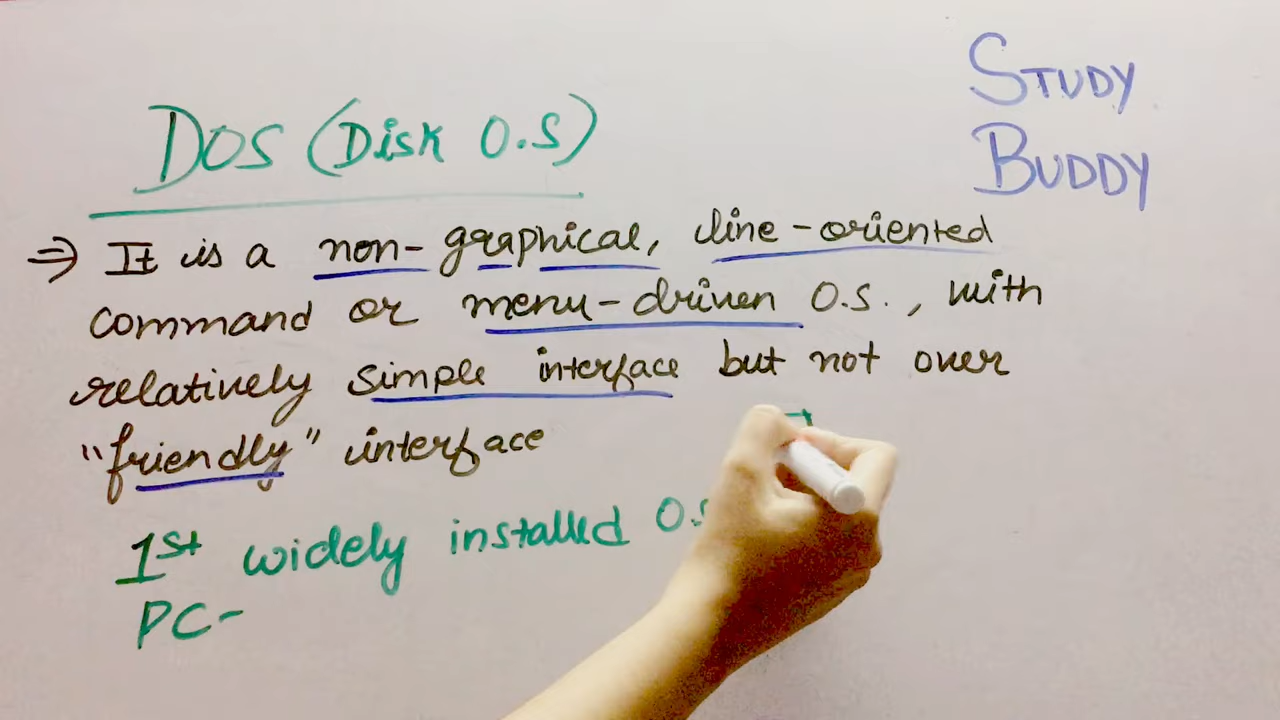 STUDY
BUDDY
DOS (Disk O.S)
⇒ It is a non-graphical, line-oriented
command or menu-driven O.S., with
relatively simple interface but not over
"friendly" interface
1st widely installed O.S
PC-